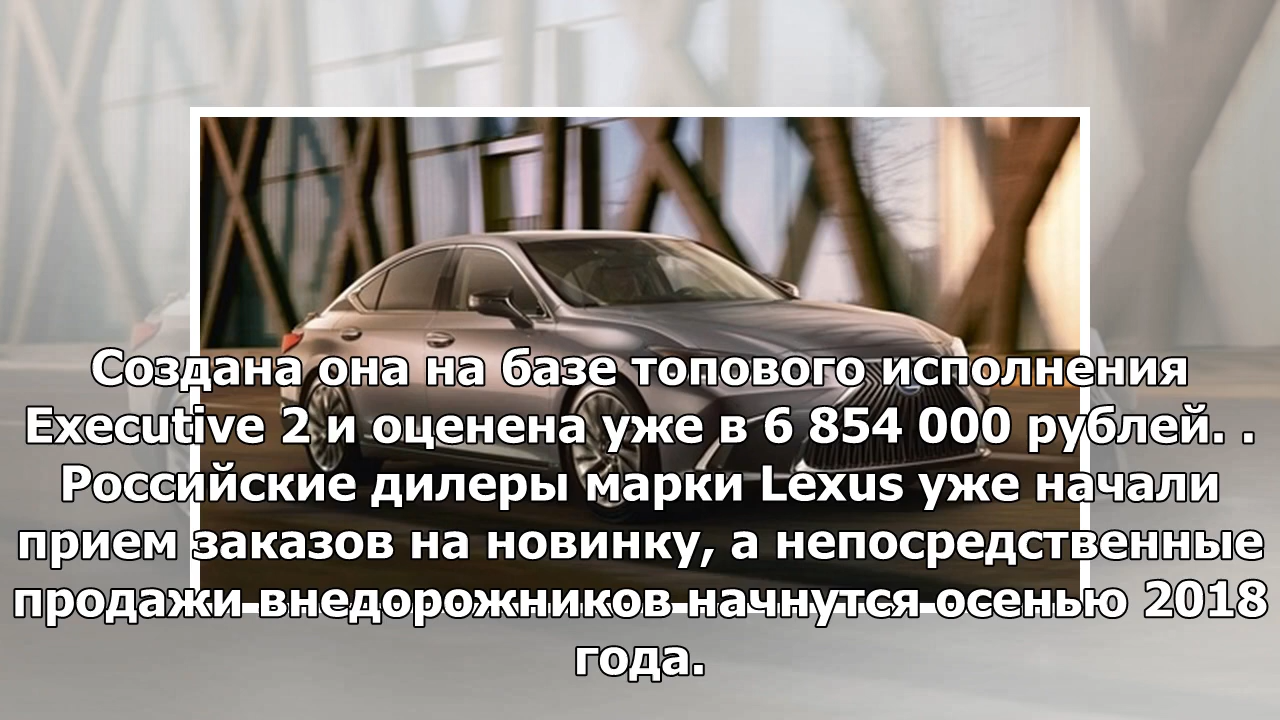 Создана она на базе топового исполнения
Executive 2 и оценена уже в 6 854 000 рублей. .
Российские дилеры марки Lexus уже начали
прием заказов на новинку, а непосредственные
продажи внедорожников начнутся осенью 2018
года.